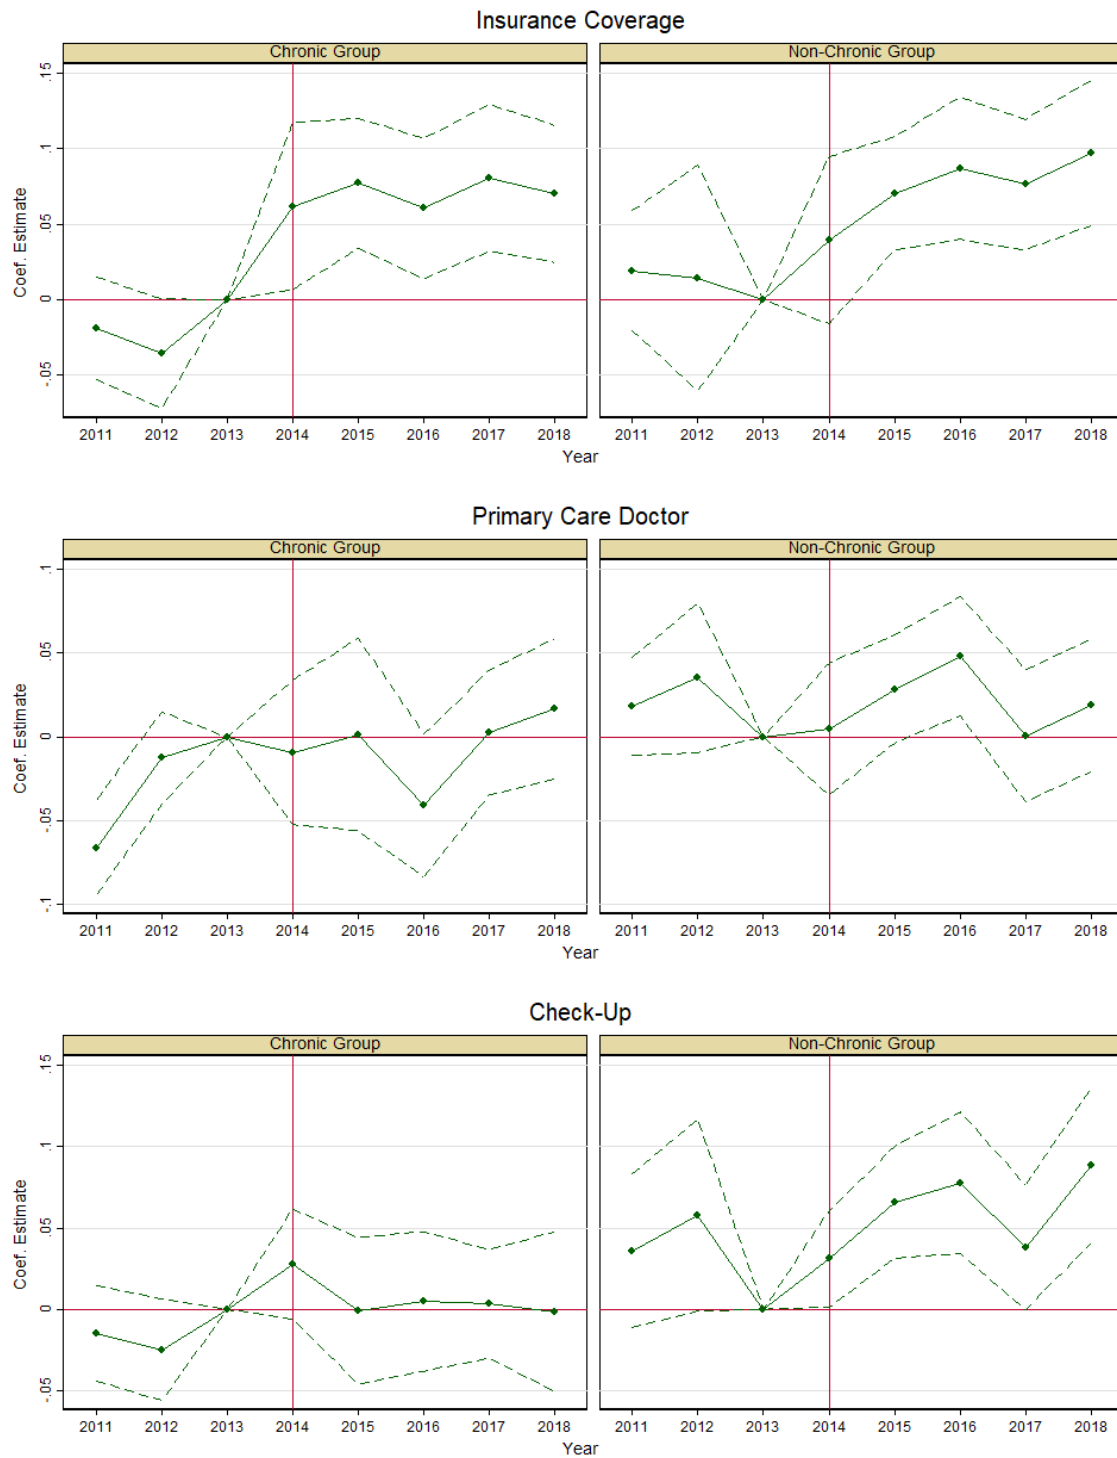 Insurance Coverage
Chronic Group Non-Chronic Group
.15
.1
.05
0
-.05
Coef. Estimate
2011 2012 2013 2014 2015 2016 2017 2018 2011 2012 2013 2014 2015 2016 2017 2018
Year Year
Primary Care Doctor
Chronic Group Non-Chronic Group
.1
.05
0
-.05
-.1
Coef. Estimate
2011 2012 2013 2014 2015 2016 2017 2018 2011 2012 2013 2014 2015 2016 2017 2018
Year Year
Check-Up
Chronic Group Non-Chronic Group
.15
.1
.05
0
-.05
Coef. Estimate
2011 2012 2013 2014 2015 2016 2017 2018 2011 2012 2013 2014 2015 2016 2017 2018
Year Year